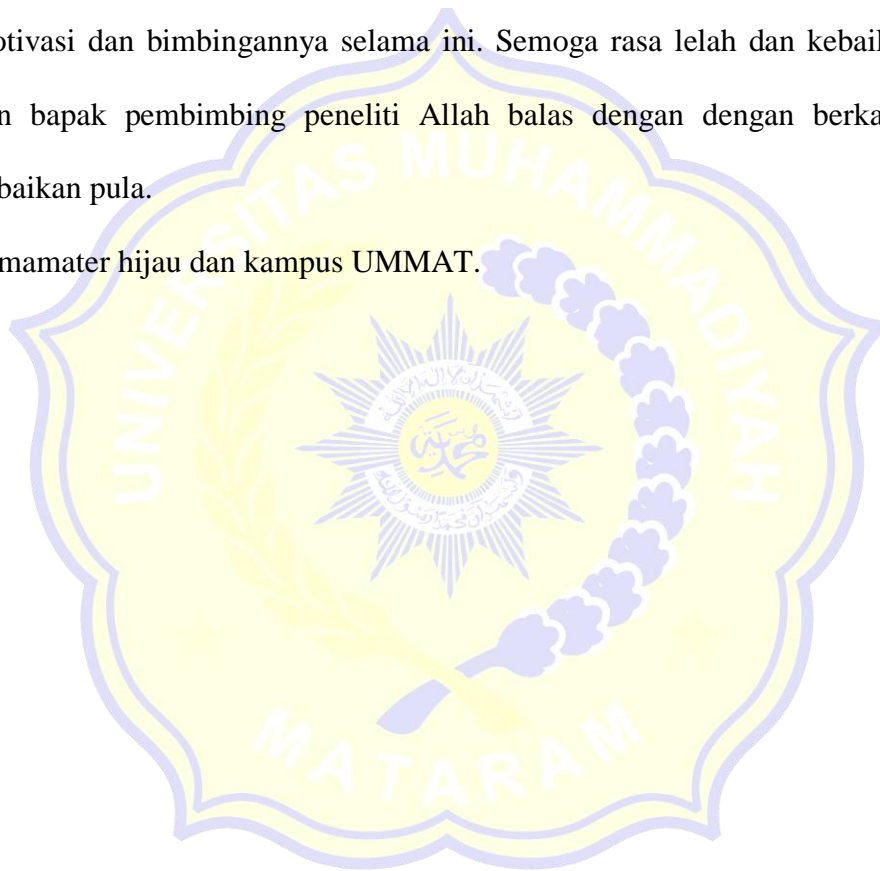 otivasi dan bimbingannya selama ini. Semoga rasa lelah dan kebail
n bapak pembimbing peneliti Allah balas dengan dengan berka
baikan pula.
mamater hijau dan kampus UMMAT.
UNIVERSITAS MUHAMMADIYAH
MATARAM